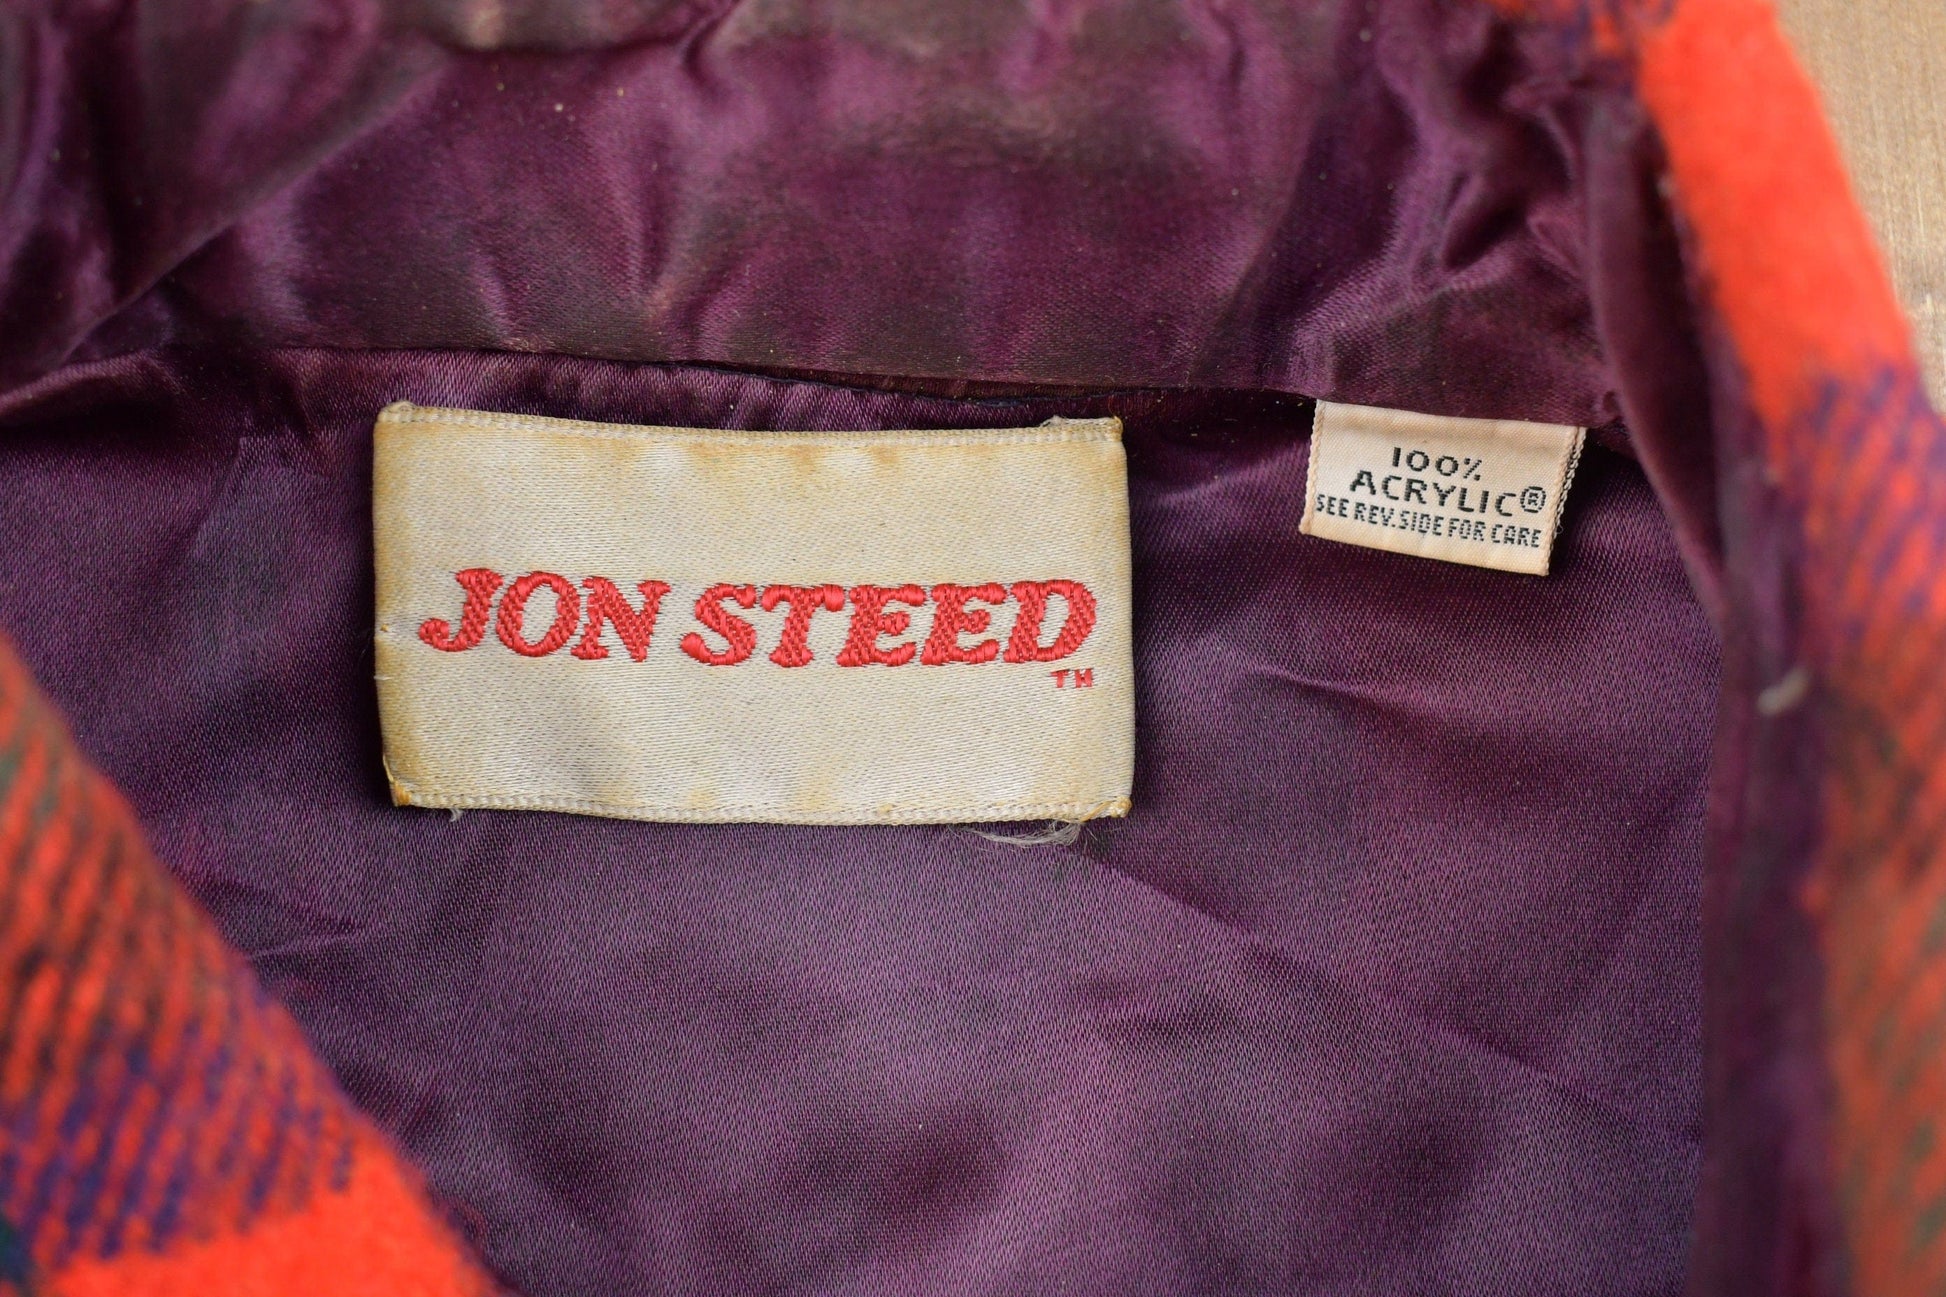 JON STEED
TM
100%
ACRYLIC®
SEE REV. SIDE FOR CARE